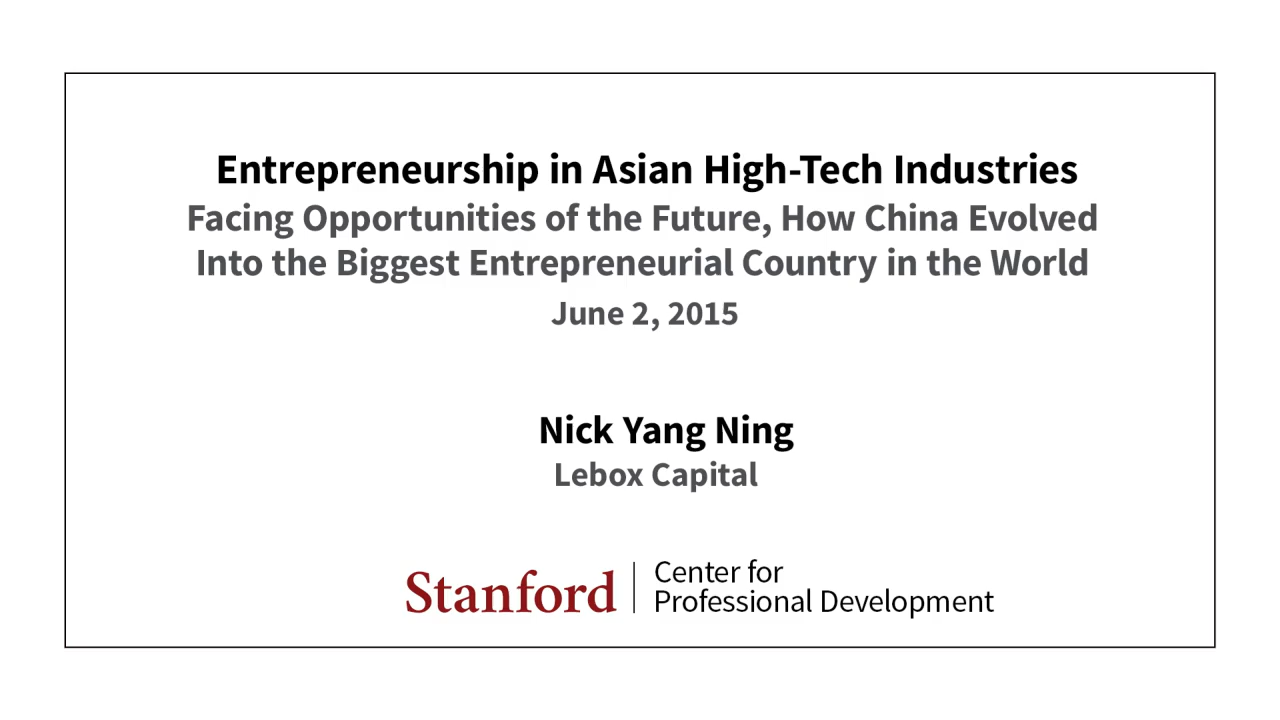 Entrepreneurship in Asian High-Tech Industries
Facing Opportunities of the Future, How China Evolved
Into the Biggest Entrepreneurial Country in the World
June 2, 2015
Nick Yang Ning
Lebox Capital
Stanford
Center for
Professional Development